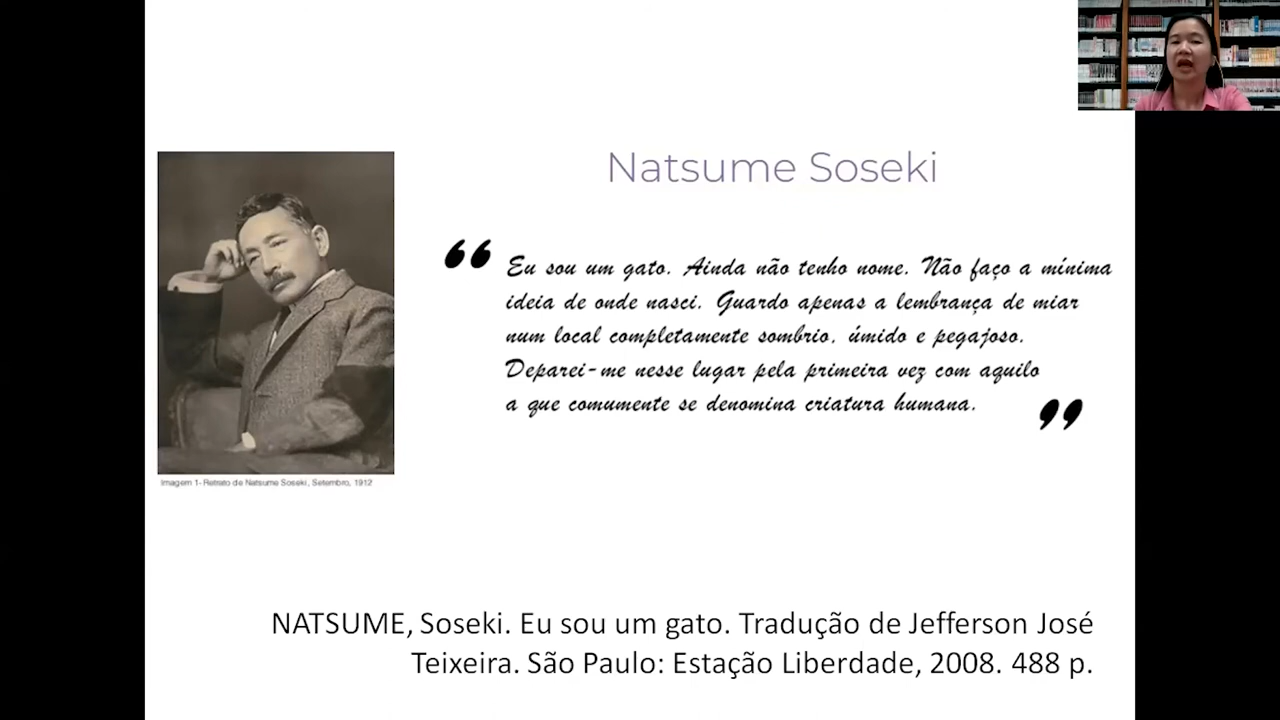 Natsume Soseki
“ Eu sou um gato. Ainda não tenho nome. Não faço a mínima
ideia de onde nasci. Guardo apenas a lembrança de miar
num local completamente sombrio, úmido e pegajoso.
Deparei-me nesse lugar pela primeira vez com aquilo
a que comumente se denomina criatura humana. ”
Imagem 1- Retrato de Natsume Soseki, Setembro, 1912
NATSUME, Soseki. Eu sou um gato. Tradução de Jefferson José
Teixeira. São Paulo: Estação Liberdade, 2008. 488 p.